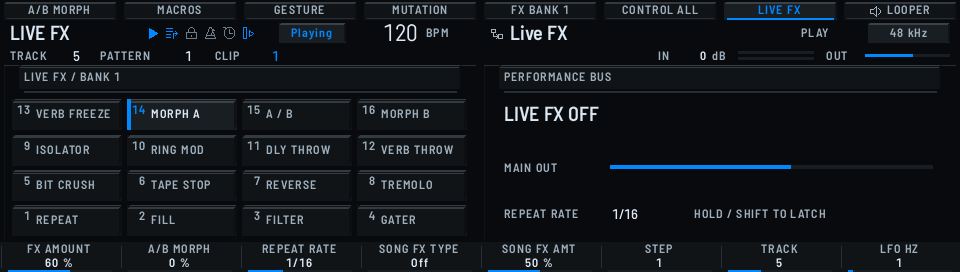 A/B MORPH MACROS GESTURE MUTATION FX BANK 1 CONTROL ALL LIVE FX LOOPER
LIVE FX Playing 120 BPM Live FX PLAY 48 kHz
TRACK 5 PATTERN 1 CLIP 1 IN 0 dB OUT
LIVE FX / BANK 1
13 VERB FREEZE 14 MORPH A 15 A / B 16 MORPH B
9 ISOLATOR 10 RING MOD 11 DLY THROW 12 VERB THROW
5 BIT CRUSH 6 TAPE STOP 7 REVERSE 8 TREMOLO
1 REPEAT 2 FILL 3 FILTER 4 GATER
PERFORMANCE BUS
LIVE FX OFF
MAIN OUT
REPEAT RATE 1/16 HOLD / SHIFT TO LATCH
FX AMOUNT A/B MORPH REPEAT RATE SONG FX TYPE SONG FX AMT STEP TRACK LFO HZ
60 % 0 % 1/16 Off 50 % 1 5 1